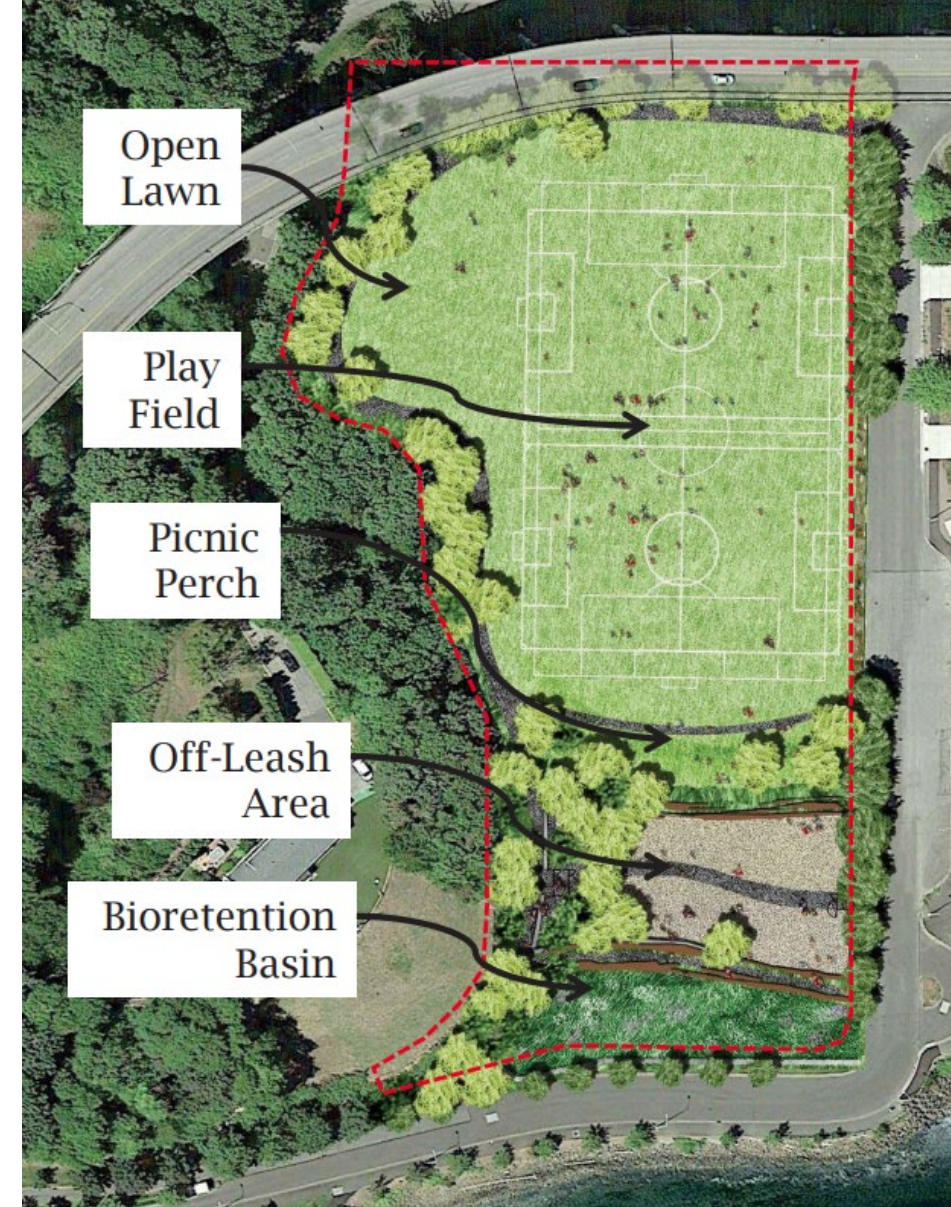 Open
Lawn
Play
Field
Picnic
Perch
Off-Leash
Area
Bioretention
Basin